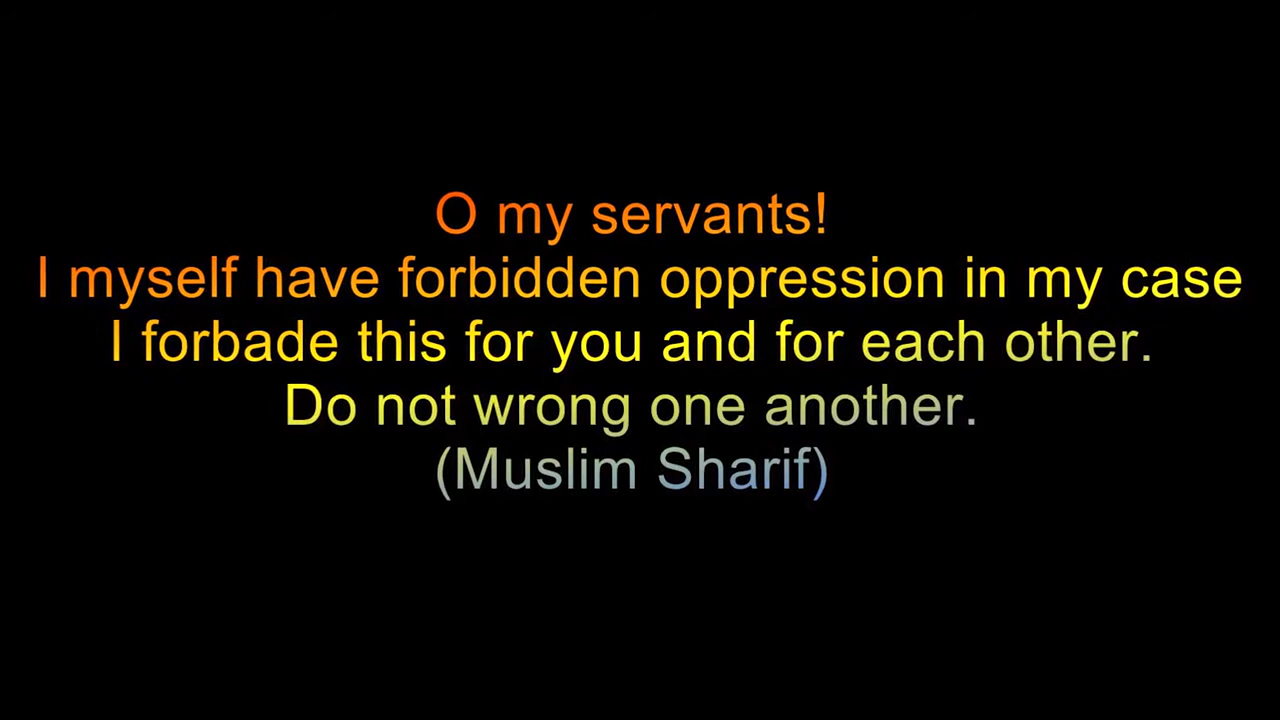 O my servants!
I myself have forbidden oppression in my case
I forbade this for you and for each other.
Do not wrong one another.
(Muslim Sharif)